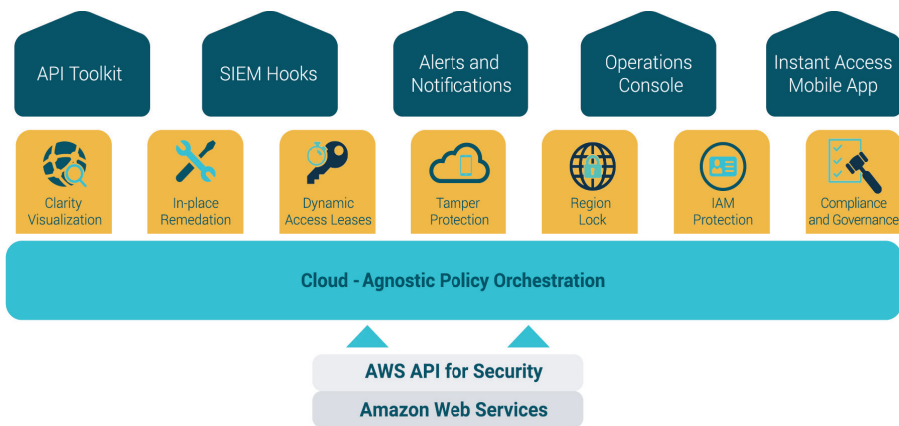 API Toolkit
SIEM Hooks
Alerts and
Notifications
Operations
Console
Instant Access
Mobile App
Clarity
Visualization
In-place
Remedation
Dynamic
Access Leases
Tamper
Protection
Region
Lock
IAM
Protection
Compliance
and Governance
Cloud - Agnostic Policy Orchestration
AWS API for Security
Amazon Web Services